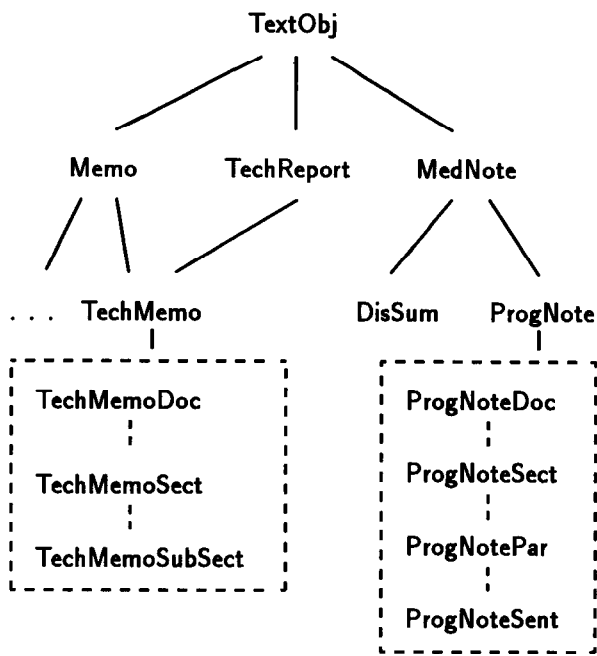 TextObj
Memo TechReport MedNote
. . . TechMemo DisSum ProgNote
TechMemoDoc ProgNoteDoc
TechMemoSect ProgNoteSect
TechMemoSubSect ProgNotePar
ProgNoteSent